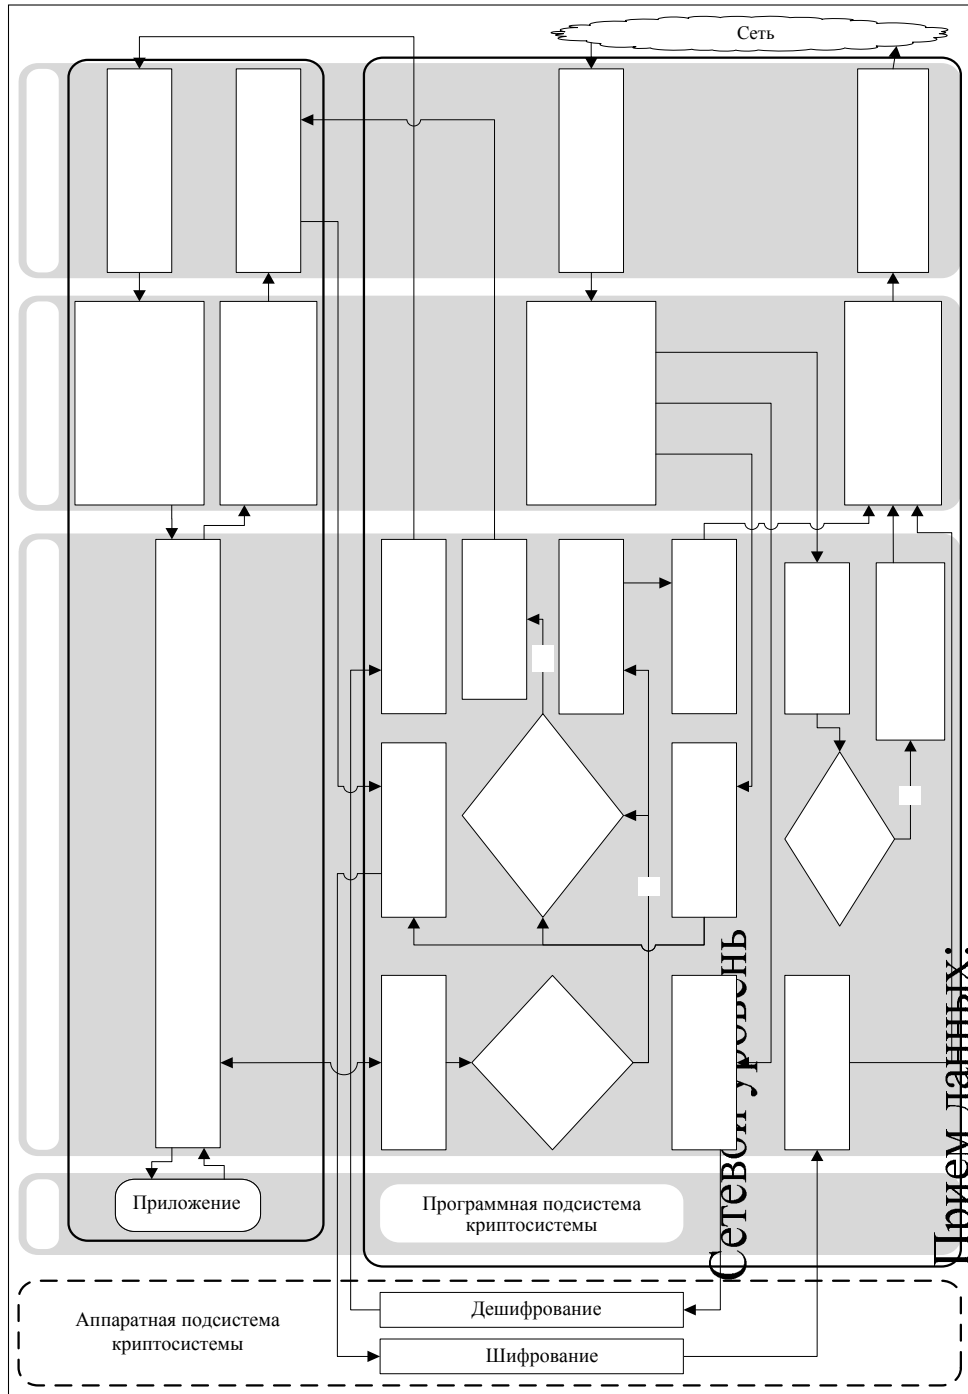 Сеть
Сетевой уровень
Прием данных:
Приложение
Программная подсистема
криптосистемы
Аппаратная подсистема
криптосистемы
Дешифрование
Шифрование